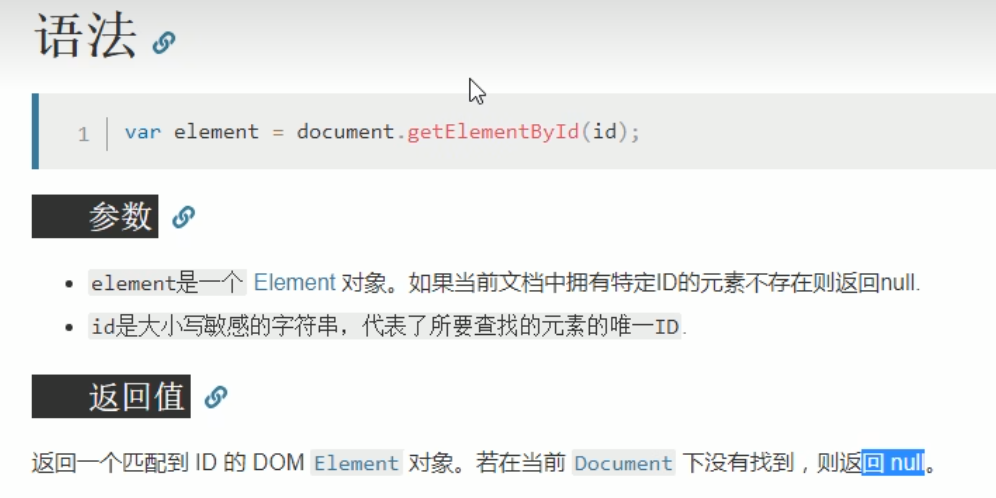 语法
1 var element = document.getElementById(id);
参数
element是一个 Element 对象。如果当前文档中拥有特定ID的元素不存在则返回null.
id是大小写敏感的字符串，代表了所要查找的元素的唯一ID.
返回值
返回一个匹配到 ID 的 DOM Element 对象。若在当前 Document 下没有找到，则返回 null。